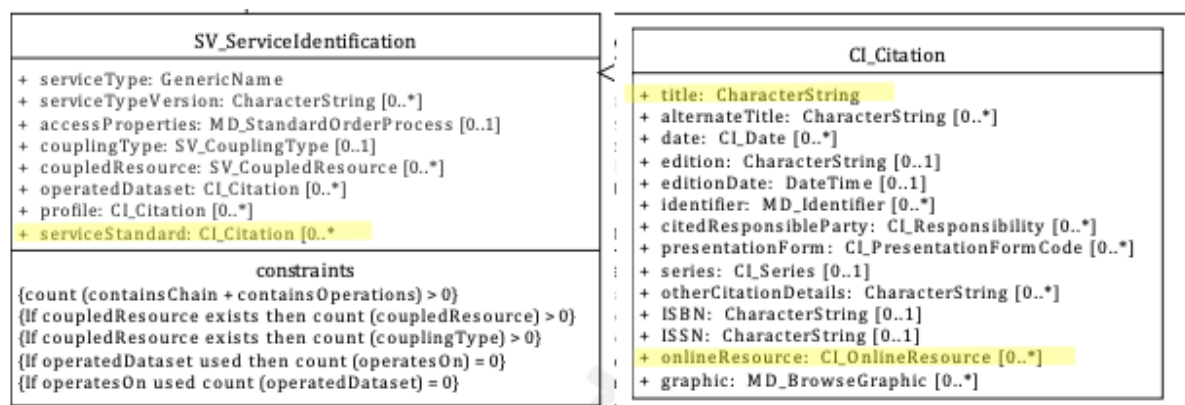 SV_ServiceIdentification
+ serviceType: GenericName
+ serviceTypeVersion: CharacterString [0..*]
+ accessProperties: MD_StandardOrderProcess [0..1]
+ couplingType: SV_CouplingType [0..1]
+ coupledResource: SV_CoupledResource [0..*]
+ operatedDataset: CI_Citation [0..*]
+ profile: CI_Citation [0..*]
+ serviceStandard: CI_Citation [0..*
constraints
{count (containsChain + containsOperations) > 0}
{If coupledResource exists then count (coupledResource) > 0}
{If coupledResource exists then count (couplingType) > 0}
{If operatedDataset used then count (operatesOn) = 0}
{If operatesOn used count (operatedDataset) = 0}
CI_Citation
+ title: CharacterString
+ alternateTitle: CharacterString [0..*]
+ date: CI_Date [0..*]
+ edition: CharacterString [0..1]
+ editionDate: DateTime [0..1]
+ identifier: MD_Identifier [0..*]
+ citedResponsibleParty: CI_Responsibility [0..*]
+ presentationForm: CI_PresentationFormCode [0..*]
+ series: CI_Series [0..1]
+ otherCitationDetails: CharacterString [0..*]
+ ISBN: CharacterString [0..1]
+ ISSN: CharacterString [0..1]
+ onlineResource: CI_OnlineResource [0..*]
+ graphic: MD_BrowseGraphic [0..*]